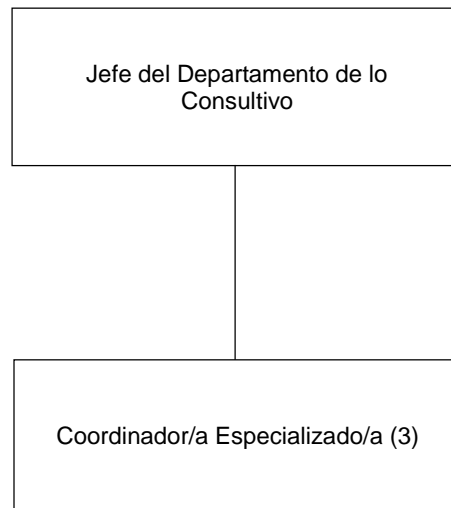 Jefe del Departamento de lo
Consultivo
Coordinador/a Especializado/a (3)